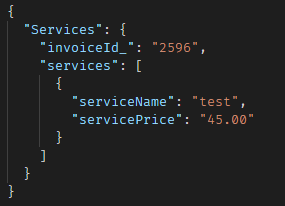 {
"Services": {
"invoiceId_": "2596",
"services": [
{
"serviceName": "test",
"servicePrice": "45.00"
}
]
}
}